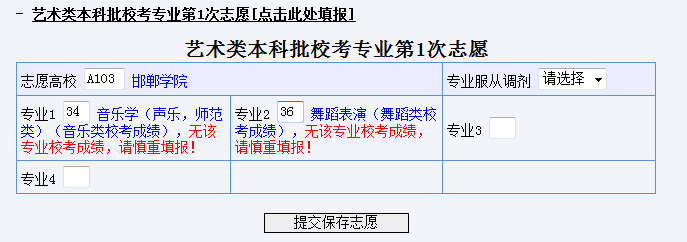 - 艺术类本科批校考专业第1次志愿[点击此处填报]
艺术类本科批校考专业第1次志愿
志愿高校 A103 邯郸学院 专业服从调剂 请选择
专业1 34 音乐学（声乐，师范
类）（音乐类校考成绩），无该
专业校考成绩，请慎重填报！
专业2 36 舞蹈表演（舞蹈类校
考成绩），无该专业校考成绩，
请慎重填报！
专业3
专业4
提交保存志愿